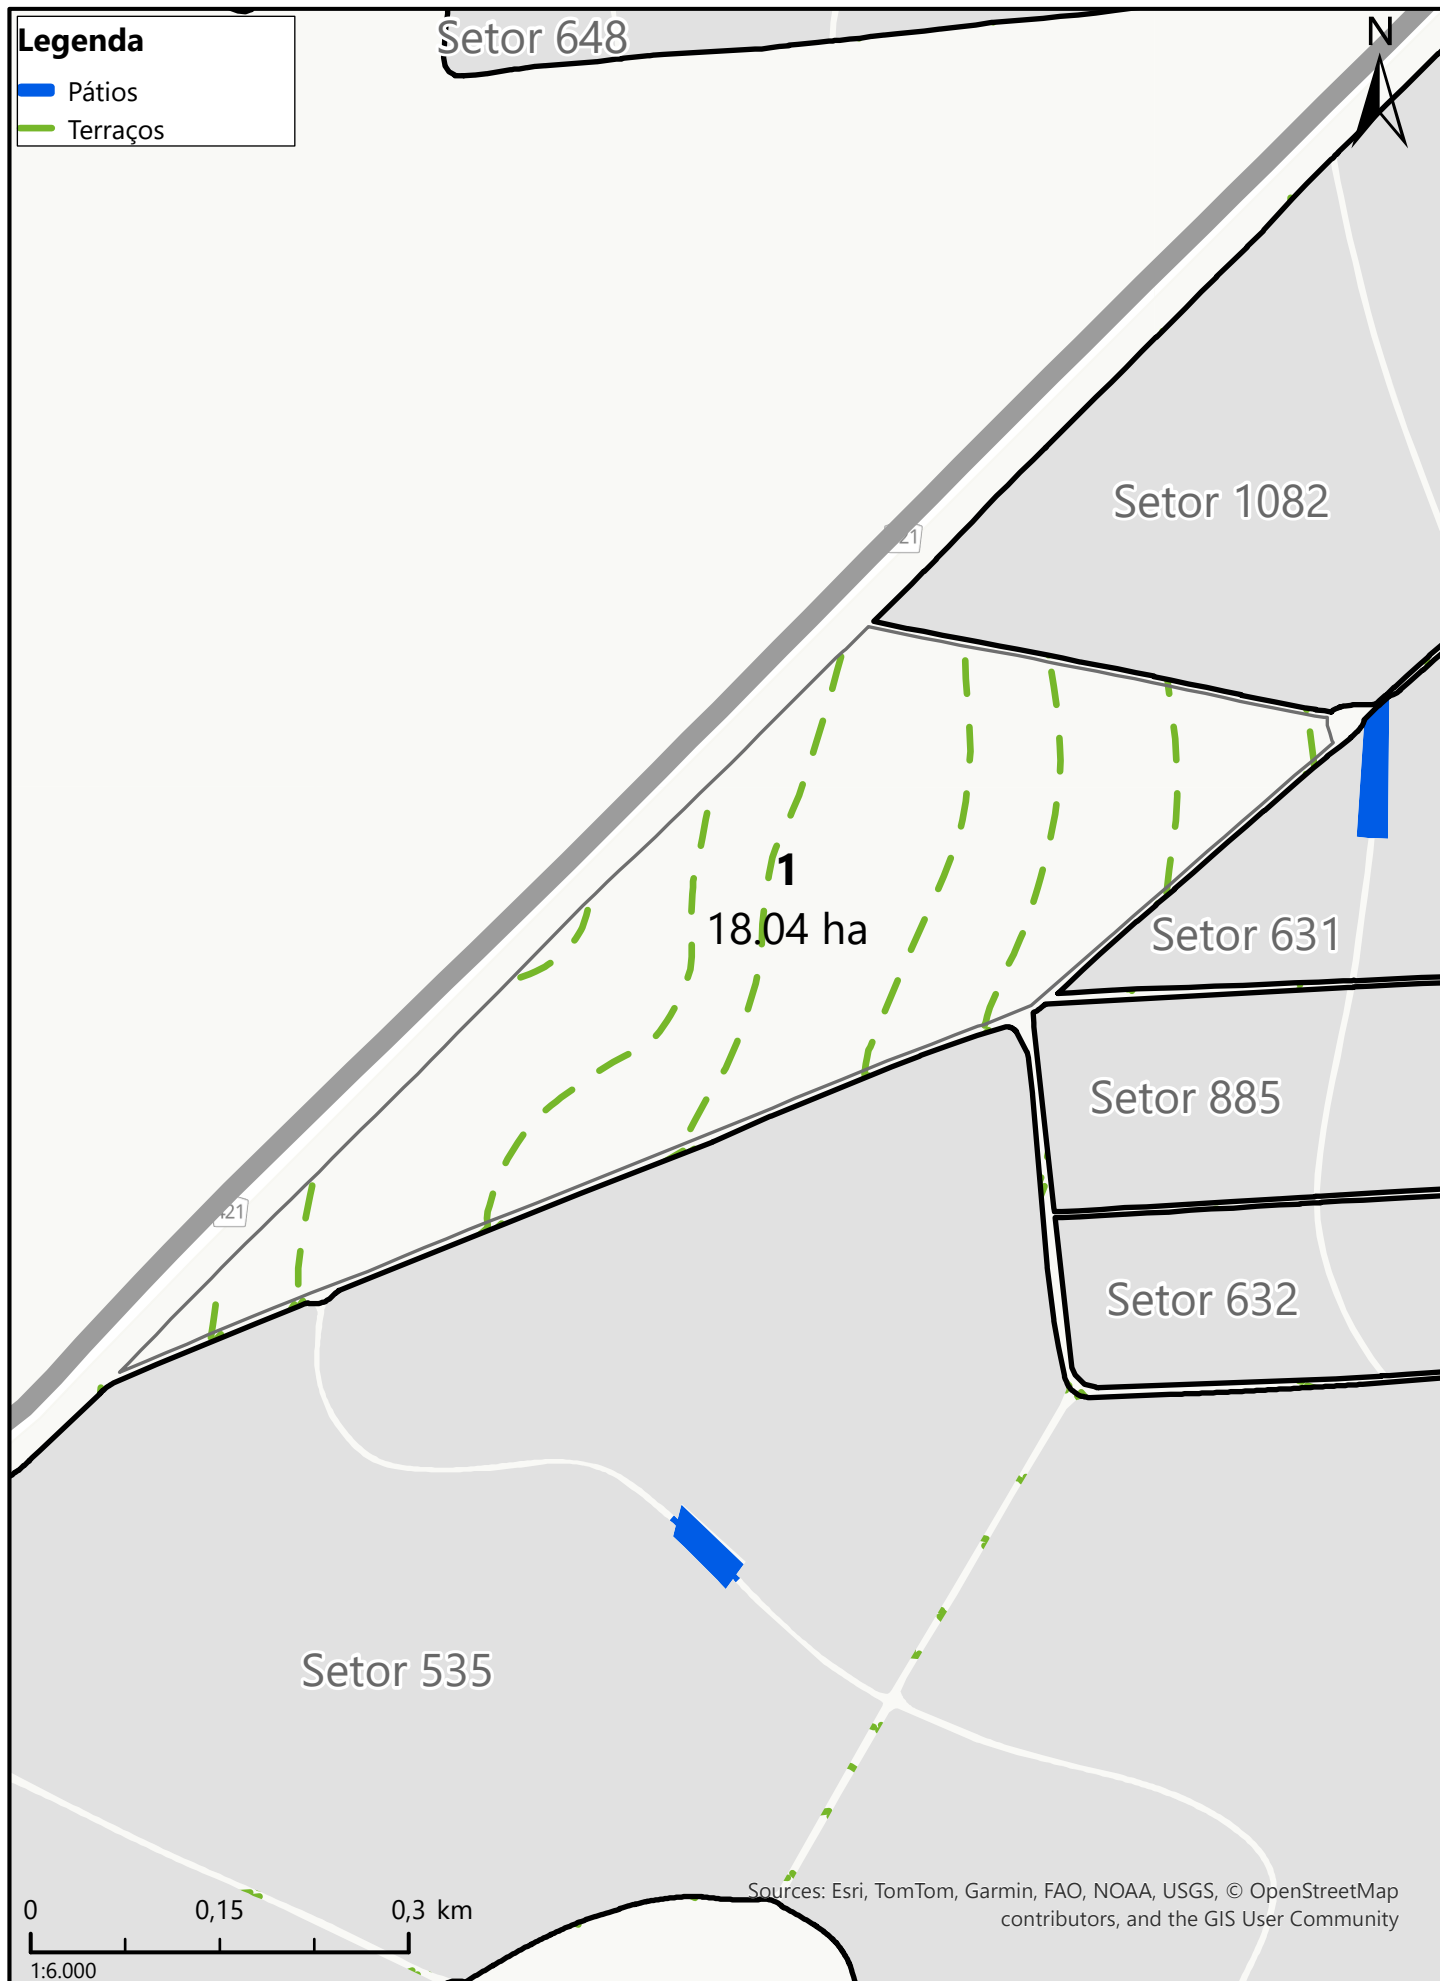 Legenda
Pátios
Terraços
Setor 648
N
Setor 1082
21
1
18.04 ha
Setor 631
Setor 885
421
Setor 632
Setor 535
0 0,15 0,3 km
1:6.000
Sources: Esri, TomTom, Garmin, FAO, NOAA, USGS, © OpenStreetMap
contributors, and the GIS User Community